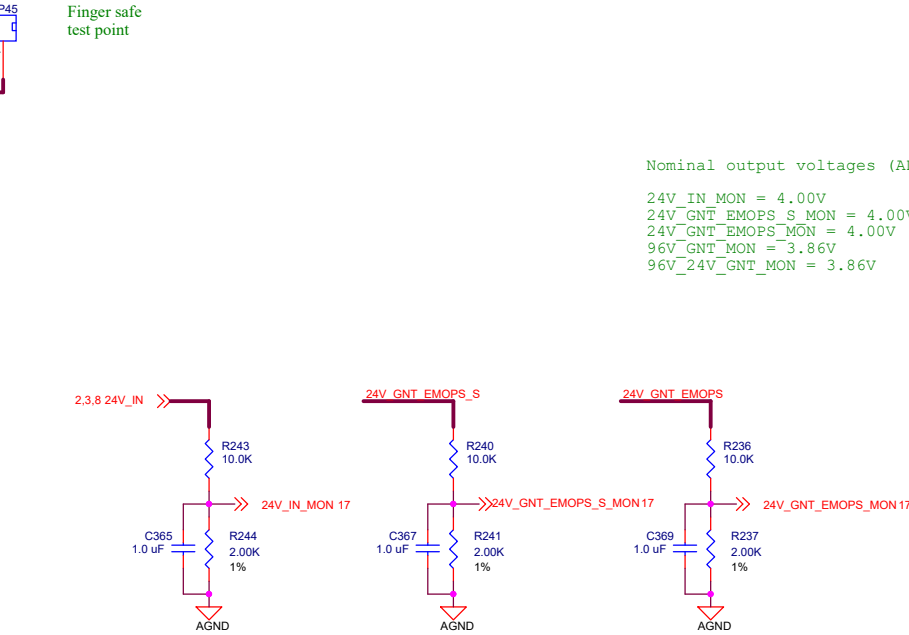 P45
Finger safe
test point
Nominal output voltages (A
24V_IN_MON = 4.00V
24V_GNT_EMOPS_S_MON = 4.00V
24V_GNT_EMOPS_MON = 4.00V
96V_GNT_MON = 3.86V
96V_24V_GNT_MON = 3.86V
2,3,8 24V_IN
24V_GNT_EMOPS_S
24V_GNT_EMOPS
R243
10.0K
R240
10.0K
R236
10.0K
24V_IN_MON 17
24V_GNT_EMOPS_S_MON 17
24V_GNT_EMOPS_MON 17
C365
1.0 uF
R244
2.00K
1%
C367
1.0 uF
R241
2.00K
1%
C369
1.0 uF
R237
2.00K
1%
AGND
AGND
AGND